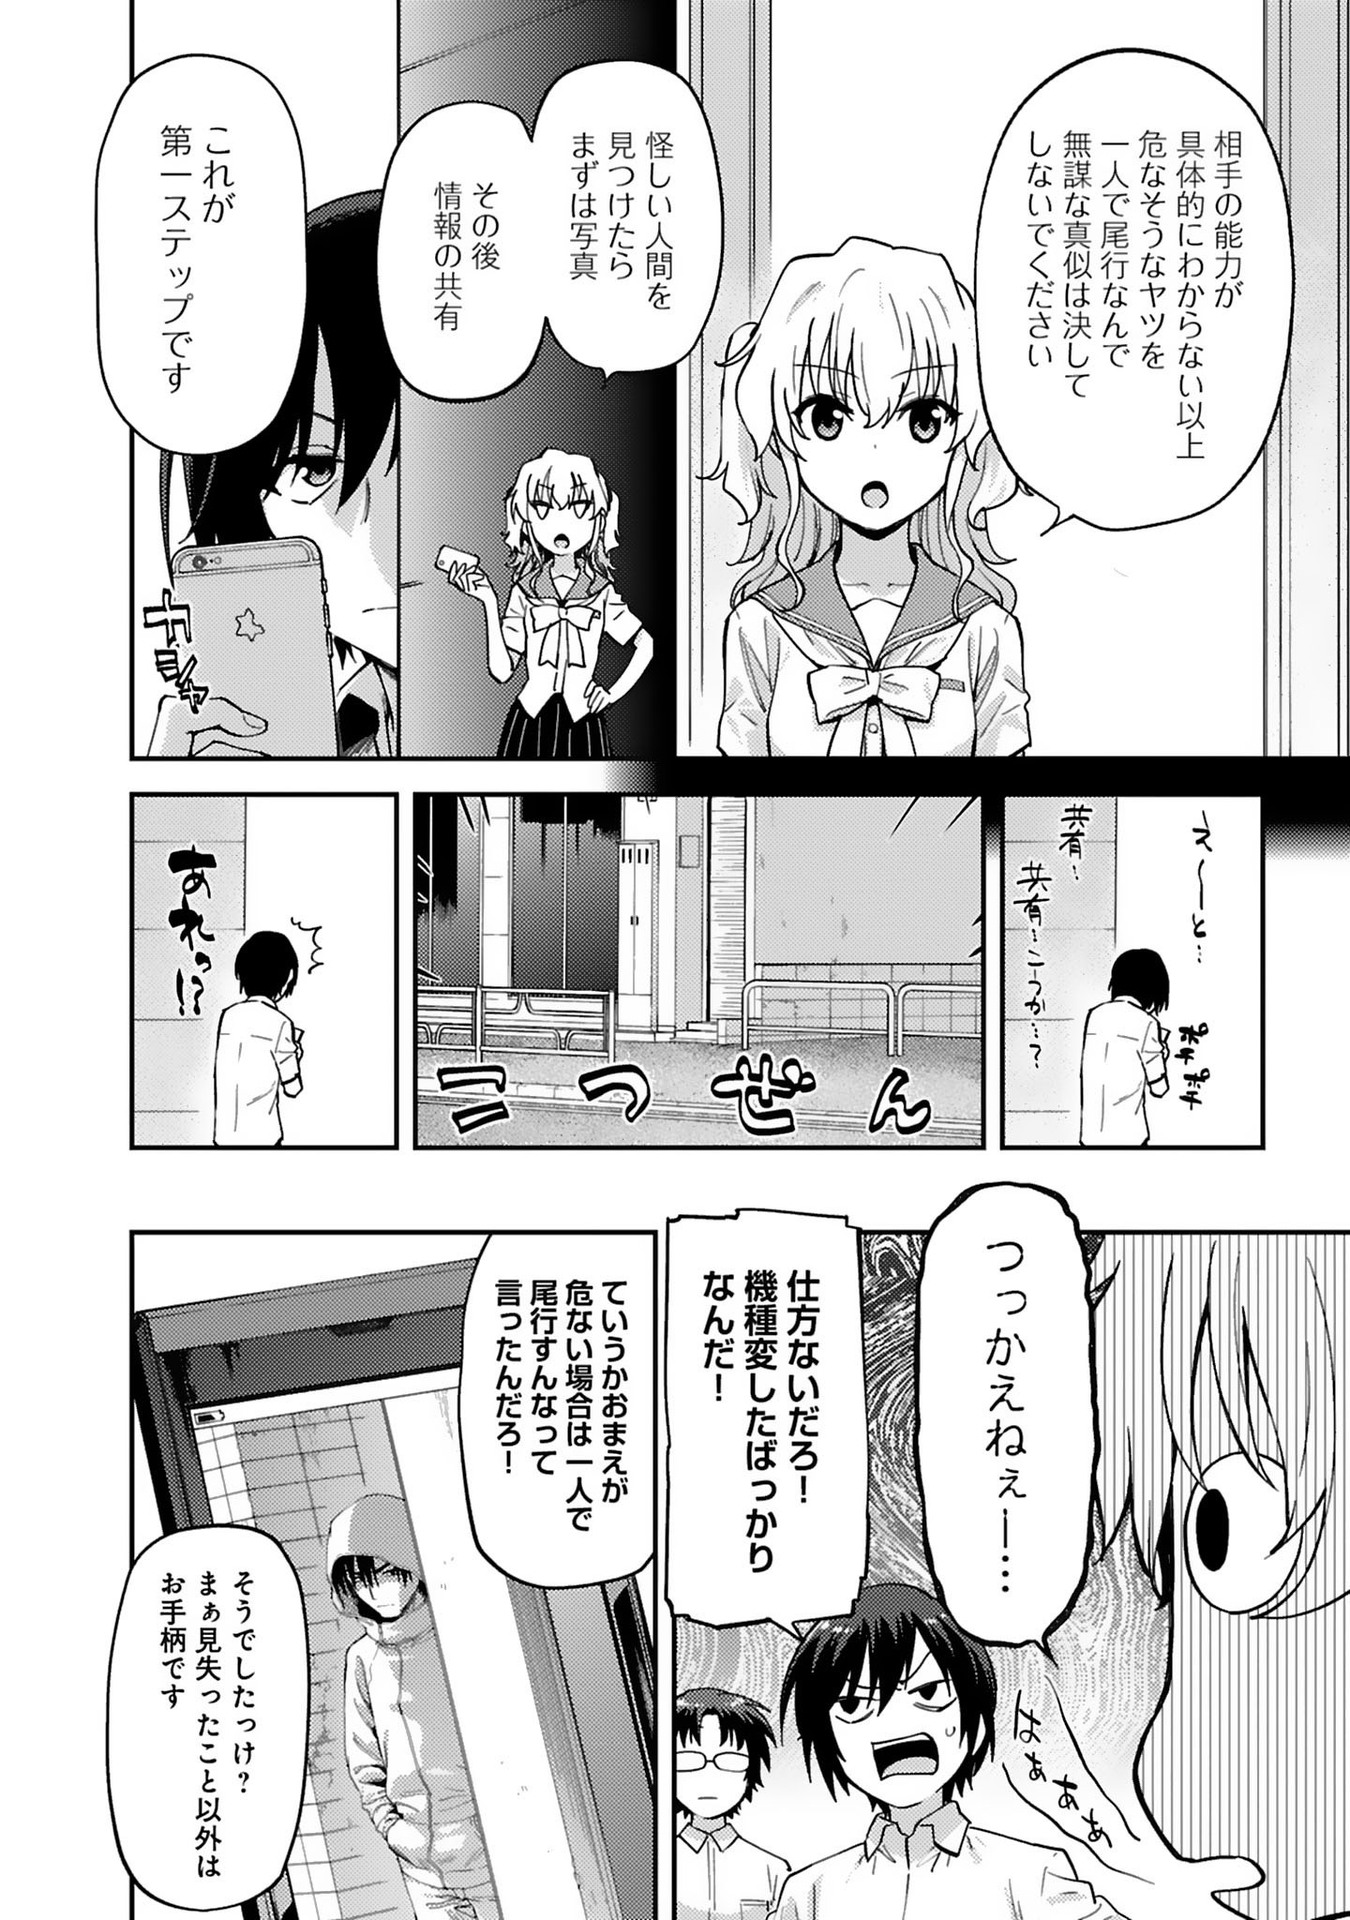 相手の能力が
具体的にわからない以上
危なそうなヤツを
一人で尾行なんて
無謀な真似は決して
しないでください
怪しい人間を
見つけたら
まずは写真
その後
情報の共有
これが
第一ステップです
カシャ
えーーと…
共有…
共有…こうか…?
ポチ
ポチ
こつぜん
あれっ!?
つっかえねぇー…
はぁぁぁ
仕方ないだろ!
機種変したばっかり
なんだ!
ていうかおまえが
危ない場合は一人で
尾行すんなって
言ったんだろ!
そうでしたっけ?
まぁ見失ったこと以外は
お手柄です